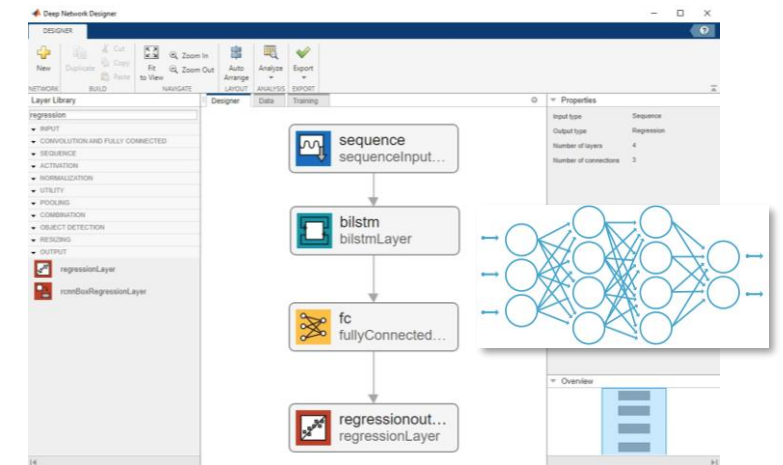 Deep Network Designer
DESIGNER
New
Duplicate
Cut
Copy
Paste
Fit
to View
Zoom In
Zoom Out
Auto
Arrange
Analyze
Export
NETWORK
BUILD
NAVIGATE
LAYOUT
ANALYSIS
EXPORT
Layer Library
regression
INPUT
CONVOLUTION AND FULLY CONNECTED
SEQUENCE
ACTIVATION
NORMALIZATION
UTILITY
POOLING
COMBINATION
OBJECT DETECTION
RESIZING
OUTPUT
regressionLayer
rcnnBoxRegressionLayer
Designer
Data
Training
sequence
sequenceInput...
bilstm
bilstmLayer
fc
fullyConnected...
regressionout...
regressionLayer
Properties
Input type Sequence
Output type Regression
Number of layers 4
Number of connections 3
Overview